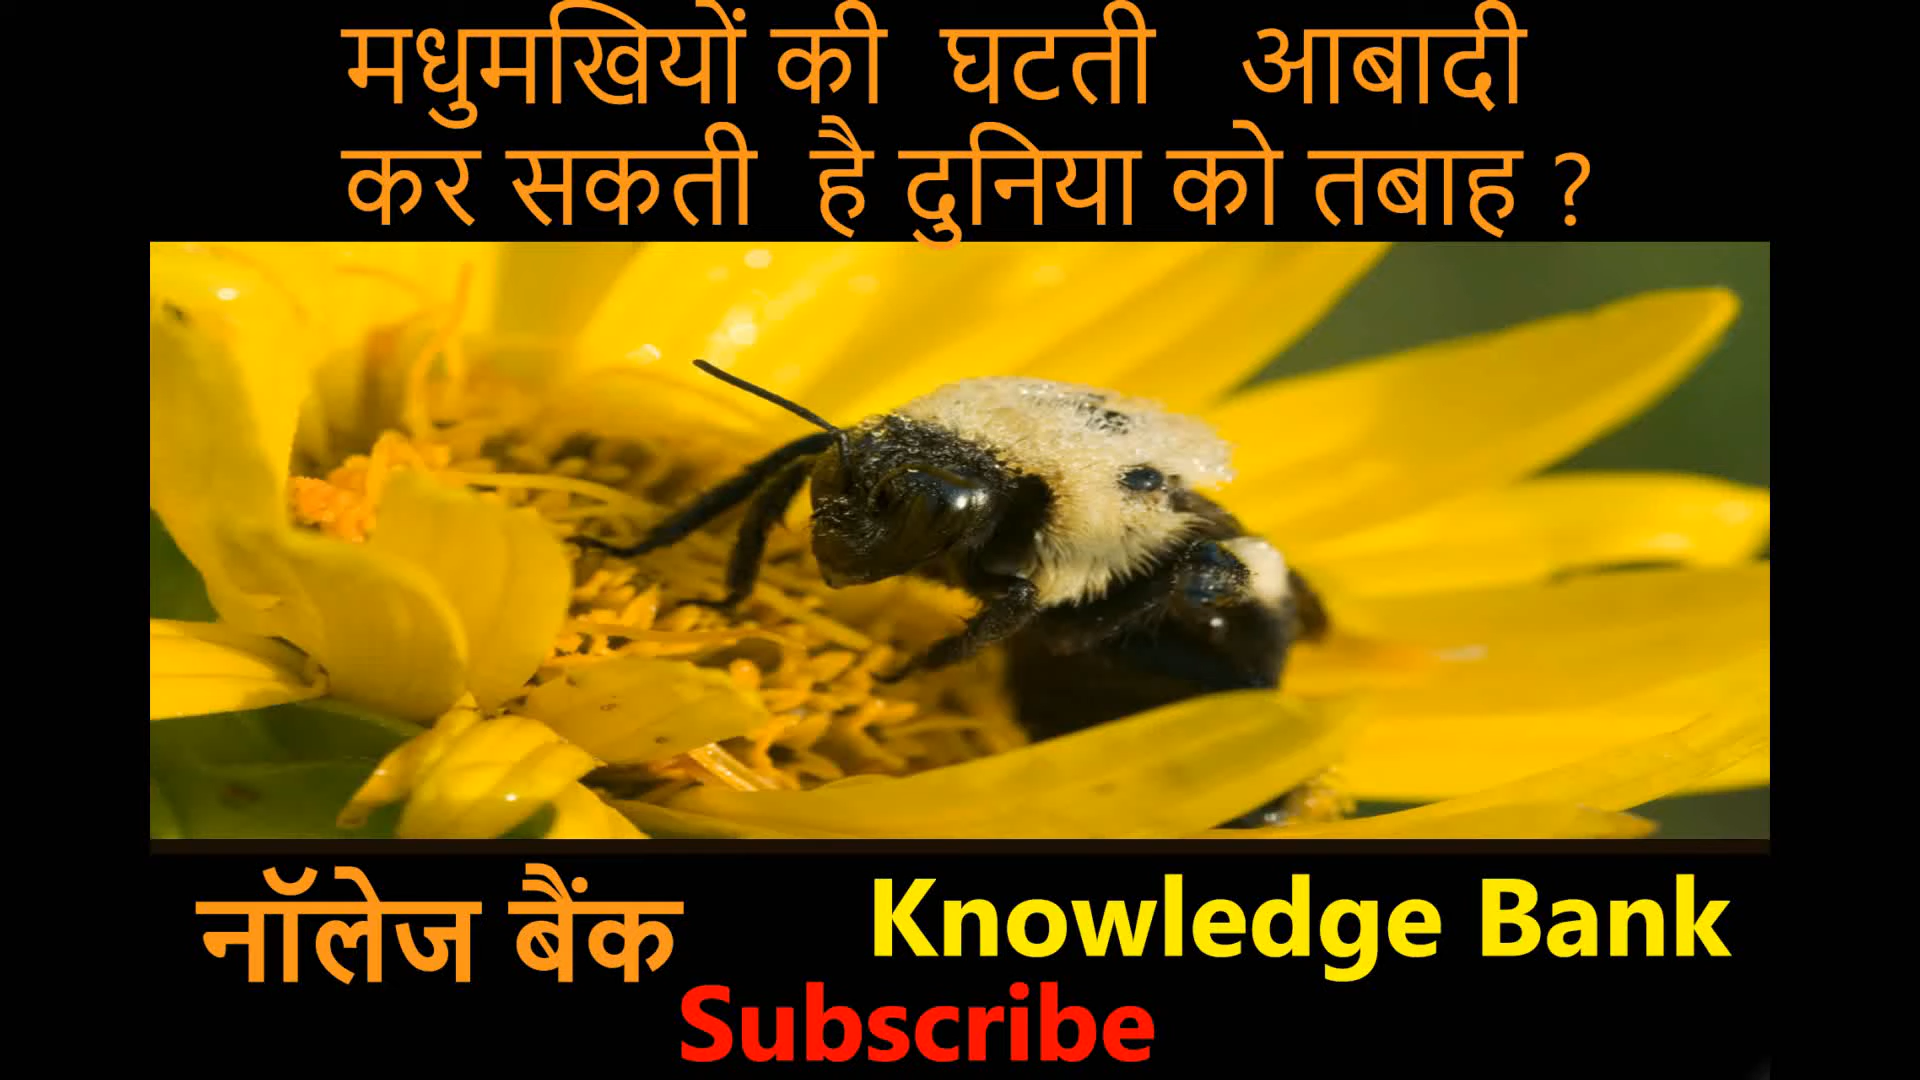 मधुमखियों की घटती आबादी
कर सकती है दुनिया को तबाह ?
नॉलेज बैंक
Knowledge Bank
Subscribe